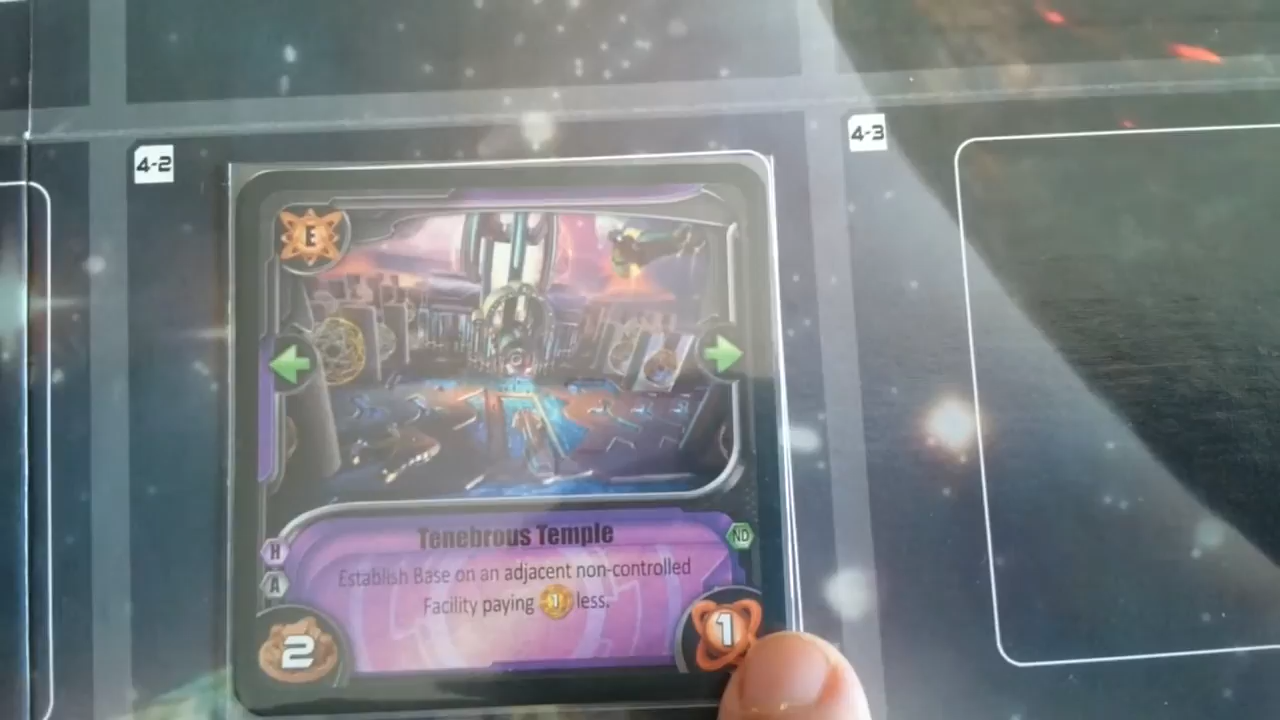 4-2
4-3
E
Tenebrous Temple
ND
H
Establish Base on an adjacent non-controlled
A
Facility paying 1 less.
2
1